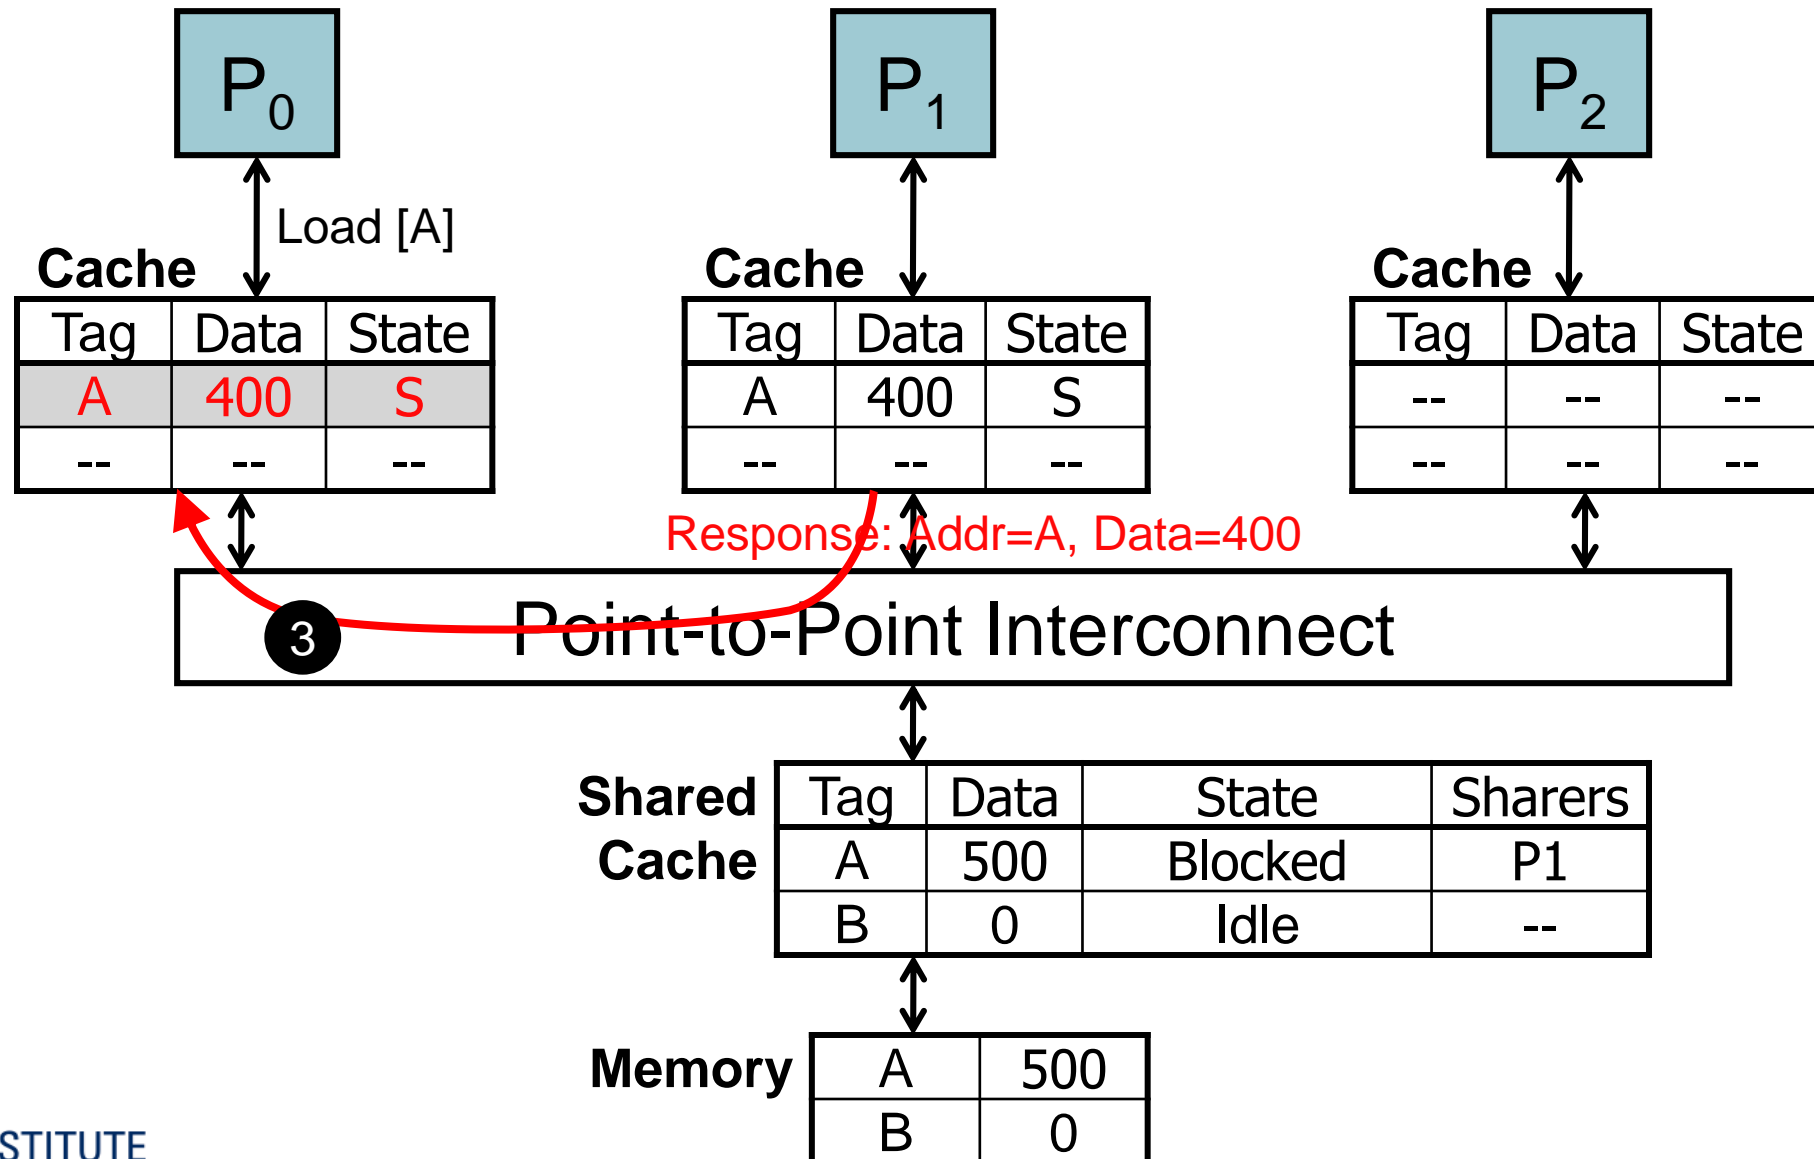 P0 P1 P2
Load [A]
Cache Cache Cache
Tag Data State Tag Data State Tag Data State
A 400 S A 400 S -- -- --
-- -- -- -- -- -- -- -- --
Response: Addr=A, Data=400
3 Point-to-Point Interconnect
Shared Tag Data State Sharers
Cache A 500 Blocked P1
B 0 Idle --
Memory A 500
B 0
STITUTE